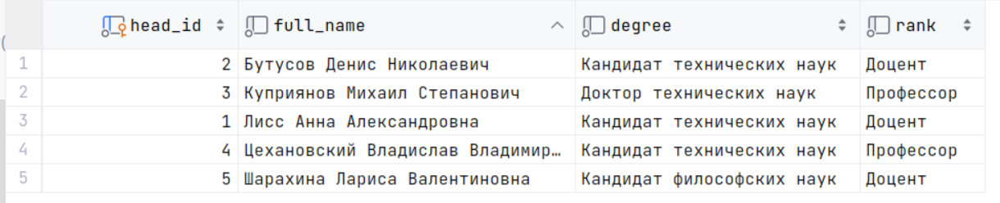 head_id full_name degree rank
1 2 Бутусов Денис Николаевич Кандидат технических наук Доцент
2 3 Куприянов Михаил Степанович Доктор технических наук Профессор
3 1 Лисс Анна Александровна Кандидат технических наук Доцент
4 4 Цехановский Владислав Владимир… Кандидат технических наук Профессор
5 5 Шарахина Лариса Валентиновна Кандидат философских наук Доцент